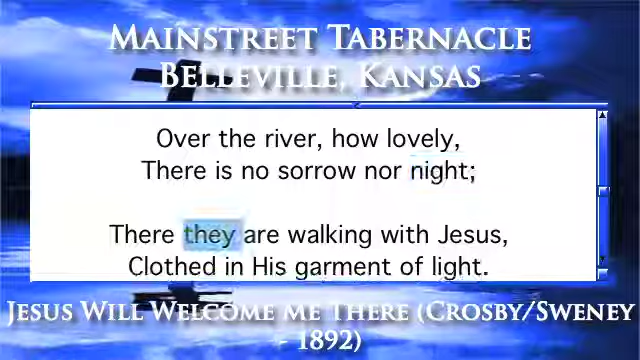 MAINSTREET TABERNACLE
BELLEVILLE, KANSAS
Over the river, how lovely,
There is no sorrow nor night;
There they are walking with Jesus,
Clothed in His garment of light.
JESUS WILL WELCOME ME THERE (CROSBY/SWENEY
- 1892)